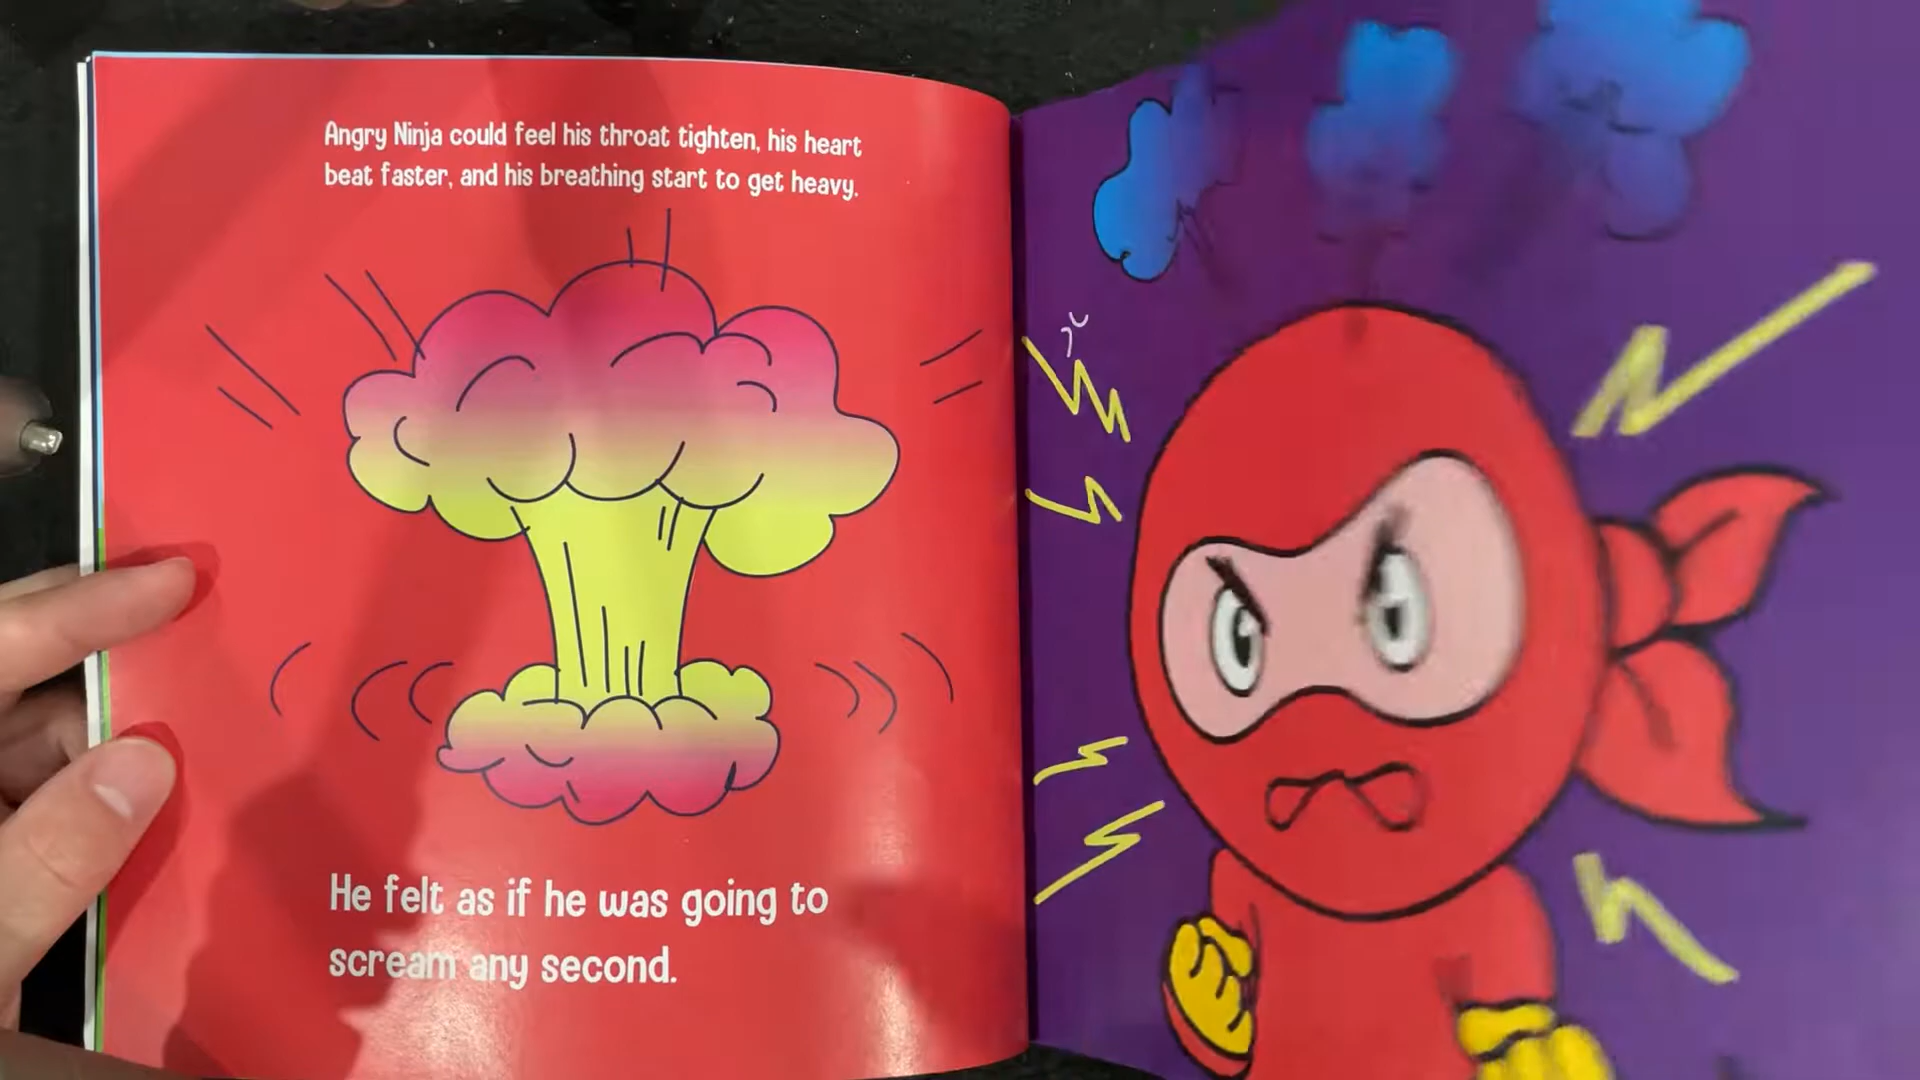 Angry Ninja could feel his throat tighten, his heart
beat faster, and his breathing start to get heavy.
He felt as if he was going to
scream any second.